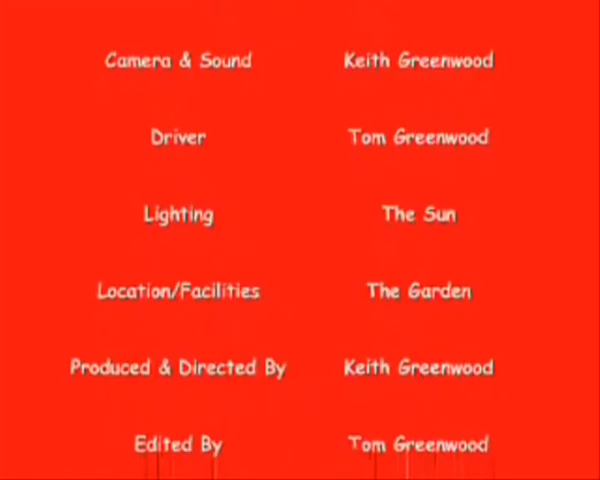 Camera & Sound Keith Greenwood
Driver Tom Greenwood
Lighting The Sun
Location/Facilities The Garden
Produced & Directed By Keith Greenwood
Edited By Tom Greenwood